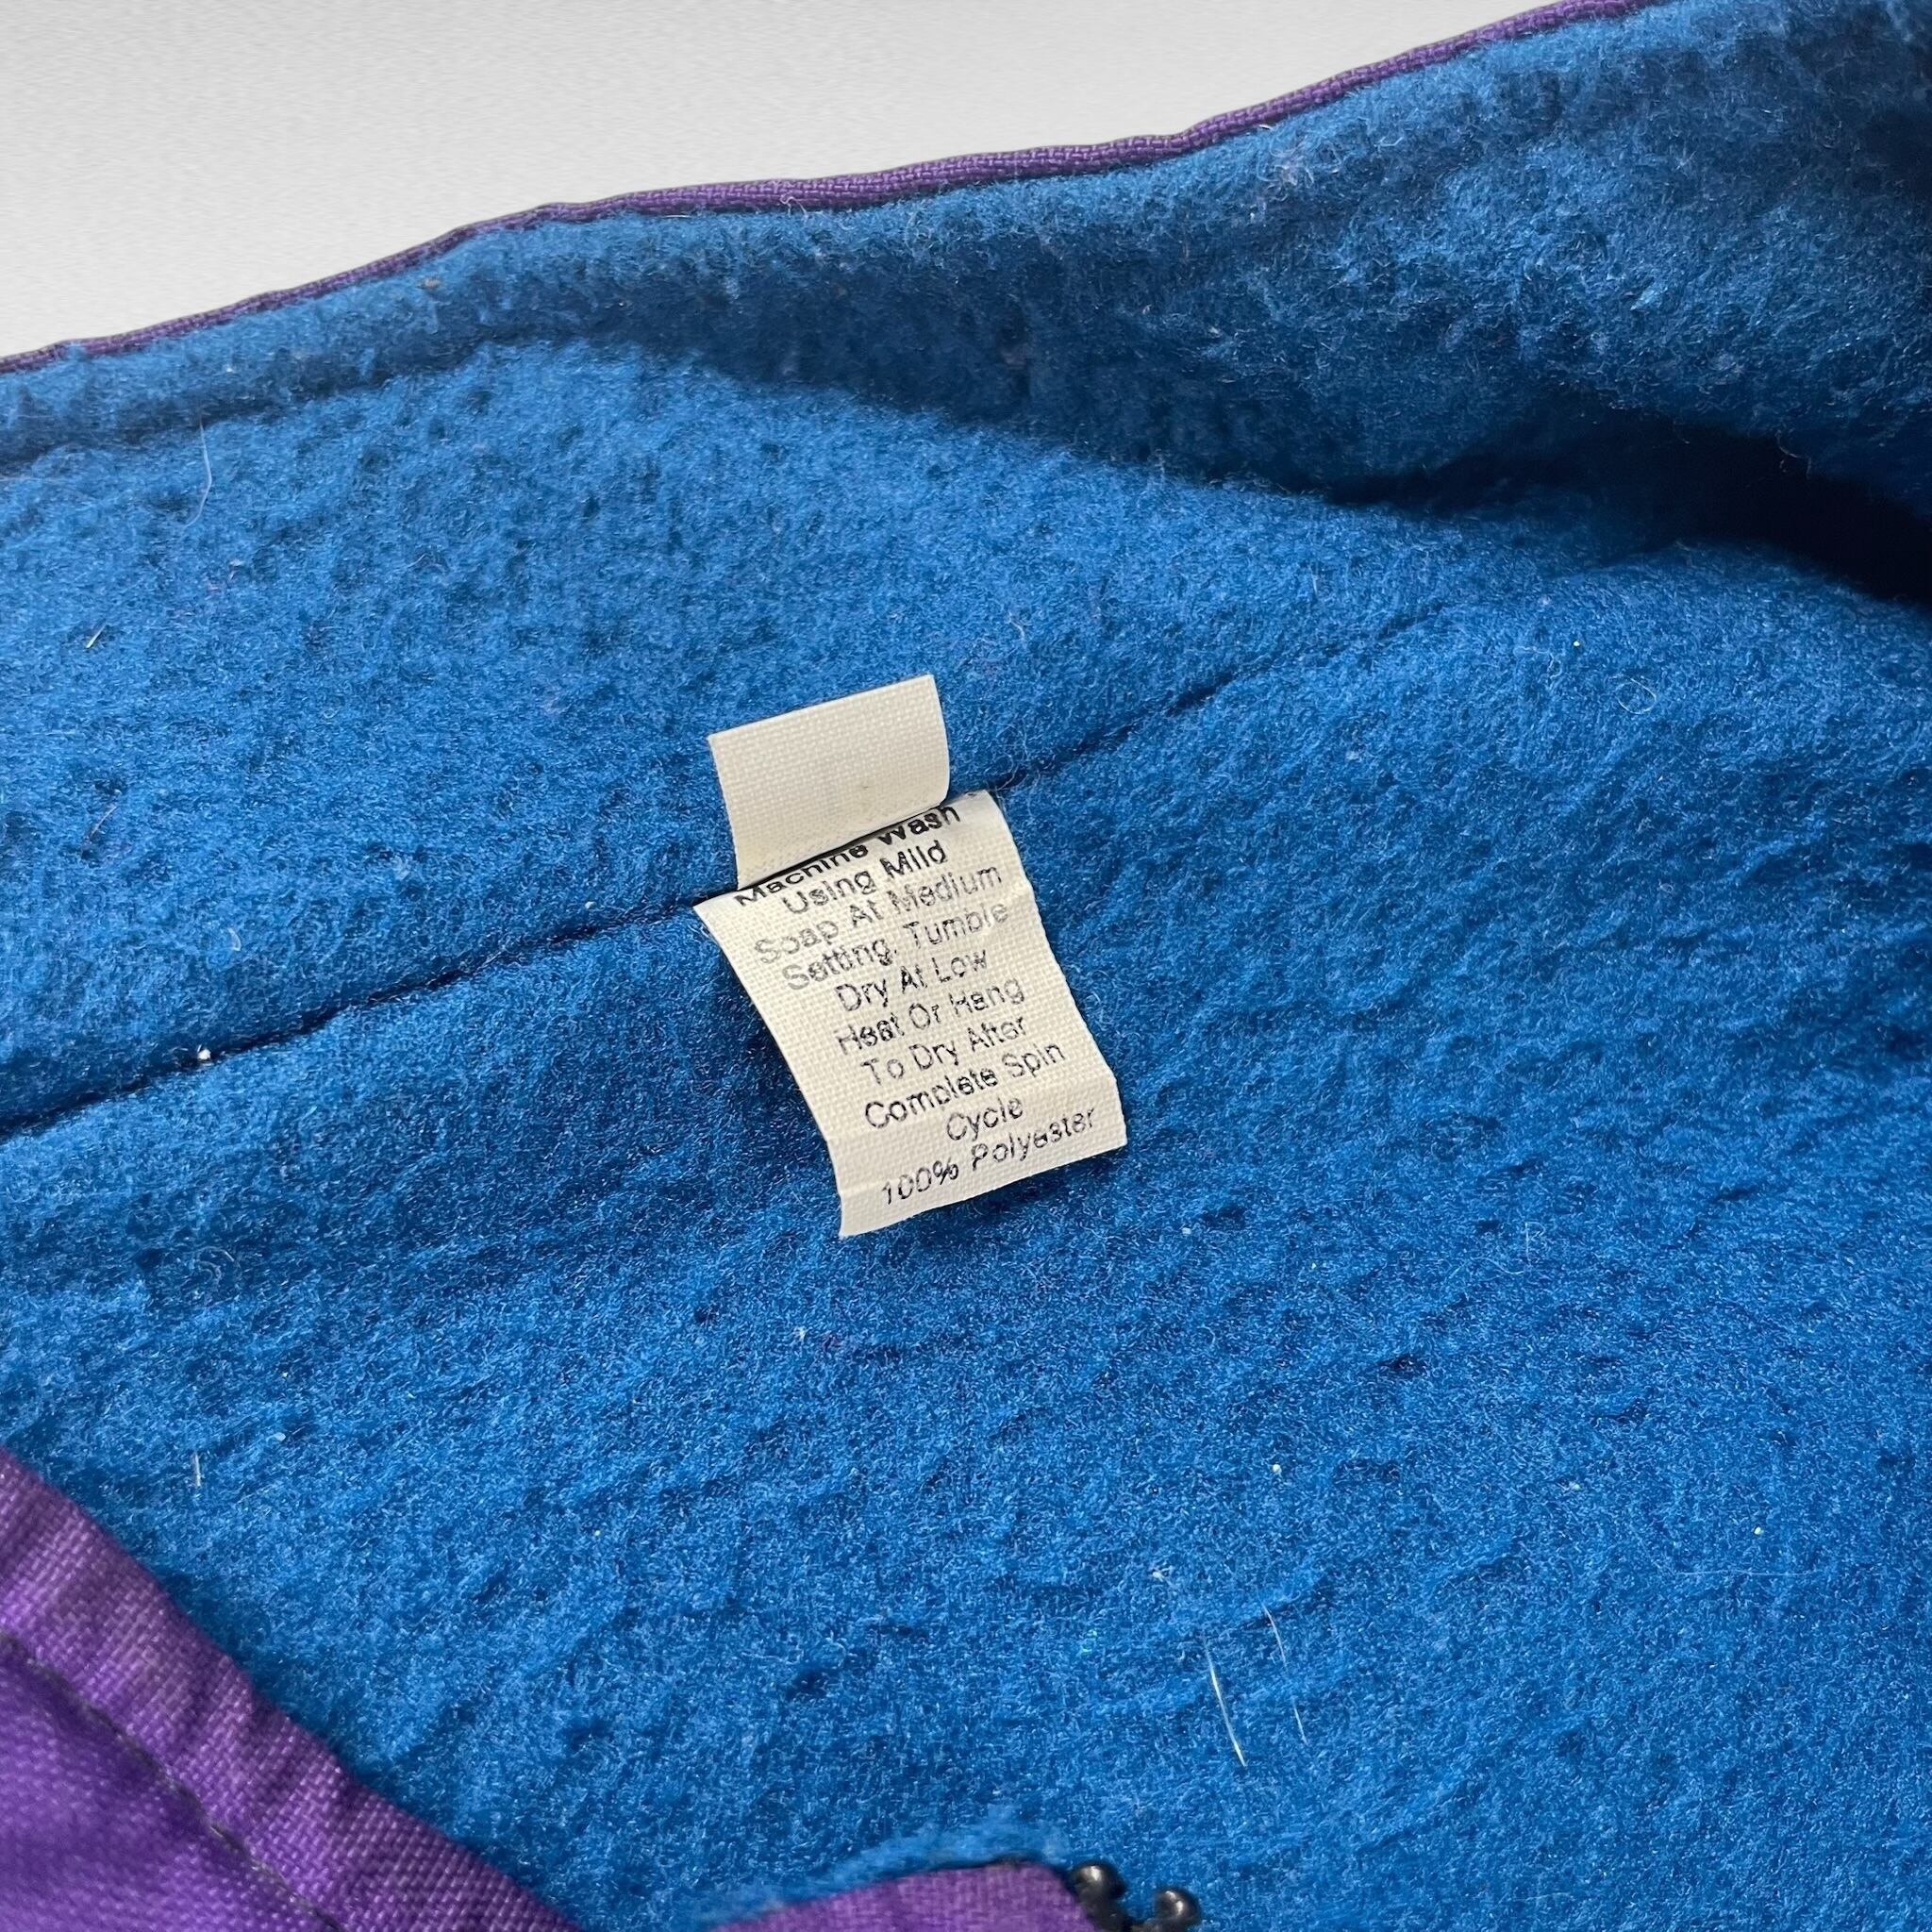 Machine Wash
Using Mild
Soap At Medium
Setting. Tumble
Dry At Low
Heat Or Hang
To Dry After
Complete Spin
Cycle
100% Polyester